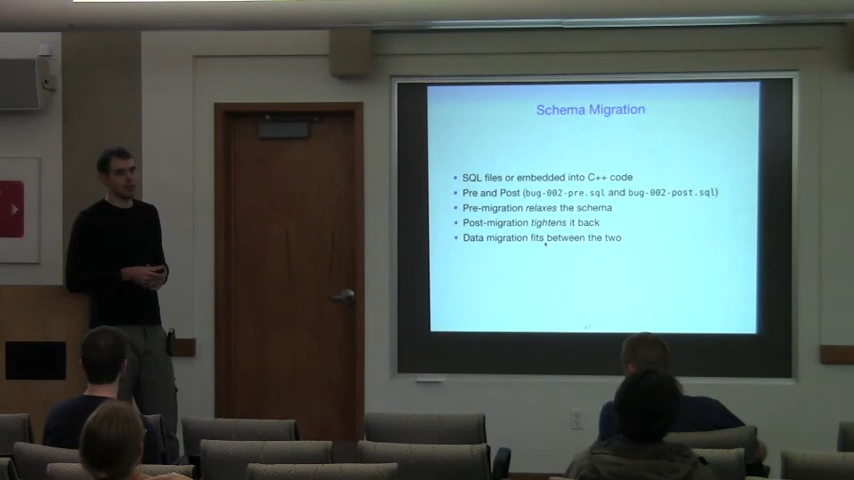 Schema Migration
• SQL files or embedded into C++ code
• Pre and Post (bug-002-pre.sql and bug-002-post.sql)
• Pre-migration relaxes the schema
• Post-migration tightens it back
• Data migration fits between the two